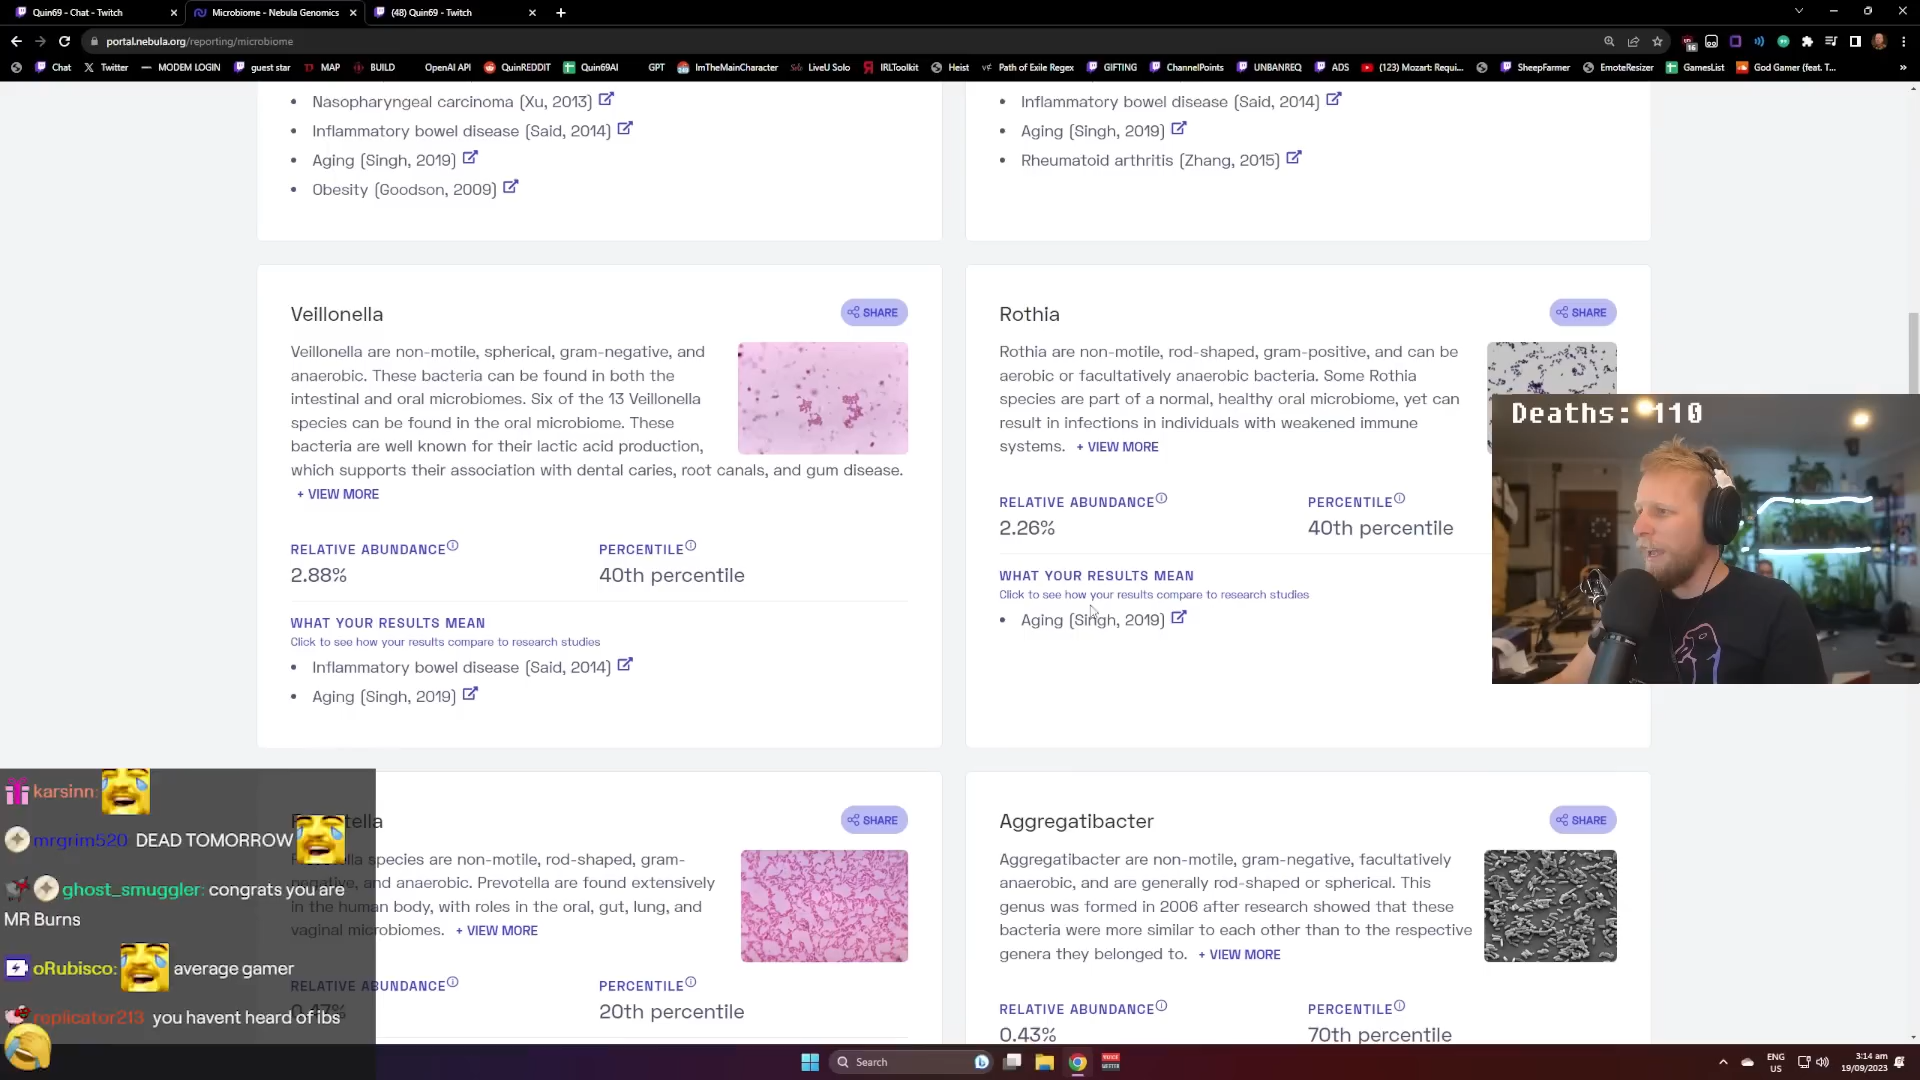 Quin69 - Chat - Twitch
Microbiome - Nebula Genomics
(48) Quin69 - Twitch
portal.nebula.org/reporting/microbiome
Chat Twitter MODEM LOGIN guest star MAP BUILD OpenAI API QuinREDDIT Quin69AI GPT ImTheMainCharacter LiveU Solo IRLToolkit Heist Path of Exile Regex GIFTING ChannelPoints UNBANREQ ADS (123) Mozart: Requi... SheepFarmer EmoteResizer GamesList God Gamer (feat. T... »
Nasopharyngeal carcinoma (Xu, 2013)
Inflammatory bowel disease (Said, 2014)
Aging (Singh, 2019)
Obesity (Goodson, 2009)
Inflammatory bowel disease (Said, 2014)
Aging (Singh, 2019)
Rheumatoid arthritis (Zhang, 2015)
Veillonella
SHARE
Veillonella are non-motile, spherical, gram-negative, and
anaerobic. These bacteria can be found in both the
intestinal and oral microbiomes. Six of the 13 Veillonella
species can be found in the oral microbiome. These
bacteria are well known for their lactic acid production,
which supports their association with dental caries, root canals, and gum disease.
+ VIEW MORE
RELATIVE ABUNDANCE
2.88%
PERCENTILE
40th percentile
WHAT YOUR RESULTS MEAN
Click to see how your results compare to research studies
Inflammatory bowel disease (Said, 2014)
Aging (Singh, 2019)
Rothia
SHARE
Rothia are non-motile, rod-shaped, gram-positive, and can be
aerobic or facultatively anaerobic bacteria. Some Rothia
species are part of a normal, healthy oral microbiome, yet can
result in infections in individuals with weakened immune
systems. + VIEW MORE
RELATIVE ABUNDANCE
2.26%
PERCENTILE
40th percentile
WHAT YOUR RESULTS MEAN
Click to see how your results compare to research studies
Aging (Singh, 2019)
Deaths: 110
SHARE
species are non-motile, rod-shaped, gram-
negative, and anaerobic. Prevotella are found extensively
in the human body, with roles in the oral, gut, lung, and
vaginal microbiomes. + VIEW MORE
RELATIVE ABUNDANCE
PERCENTILE
20th percentile
Aggregatibacter
SHARE
Aggregatibacter are non-motile, gram-negative, facultatively
anaerobic, and are generally rod-shaped or spherical. This
genus was formed in 2006 after research showed that these
bacteria were more similar to each other than to the respective
genera they belonged to. + VIEW MORE
RELATIVE ABUNDANCE
0.43%
PERCENTILE
70th percentile
karsinn:
mrgrim520 DEAD TOMORROW
ghost_smuggler: congrats you are
MR Burns
oRubisco: average gamer
replicator213 you havent heard of ibs
Search
ENG
US
3:14 am
19/09/2023